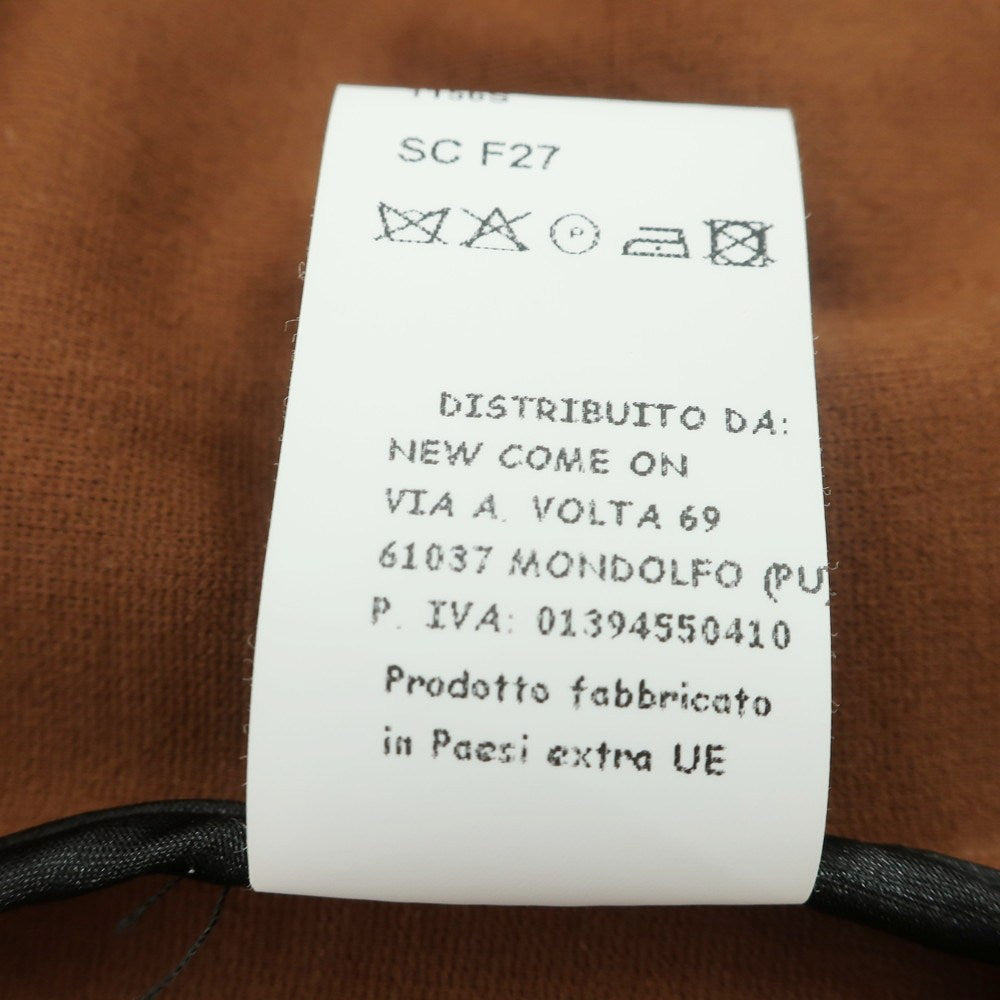 SC F27
P
DISTRIBUITO DA:
NEW COME ON
VIA A. VOLTA 69
61037 MONDOLFO (PU)
P. IVA: 01394550410
Prodotto fabbricato
in Paesi extra UE